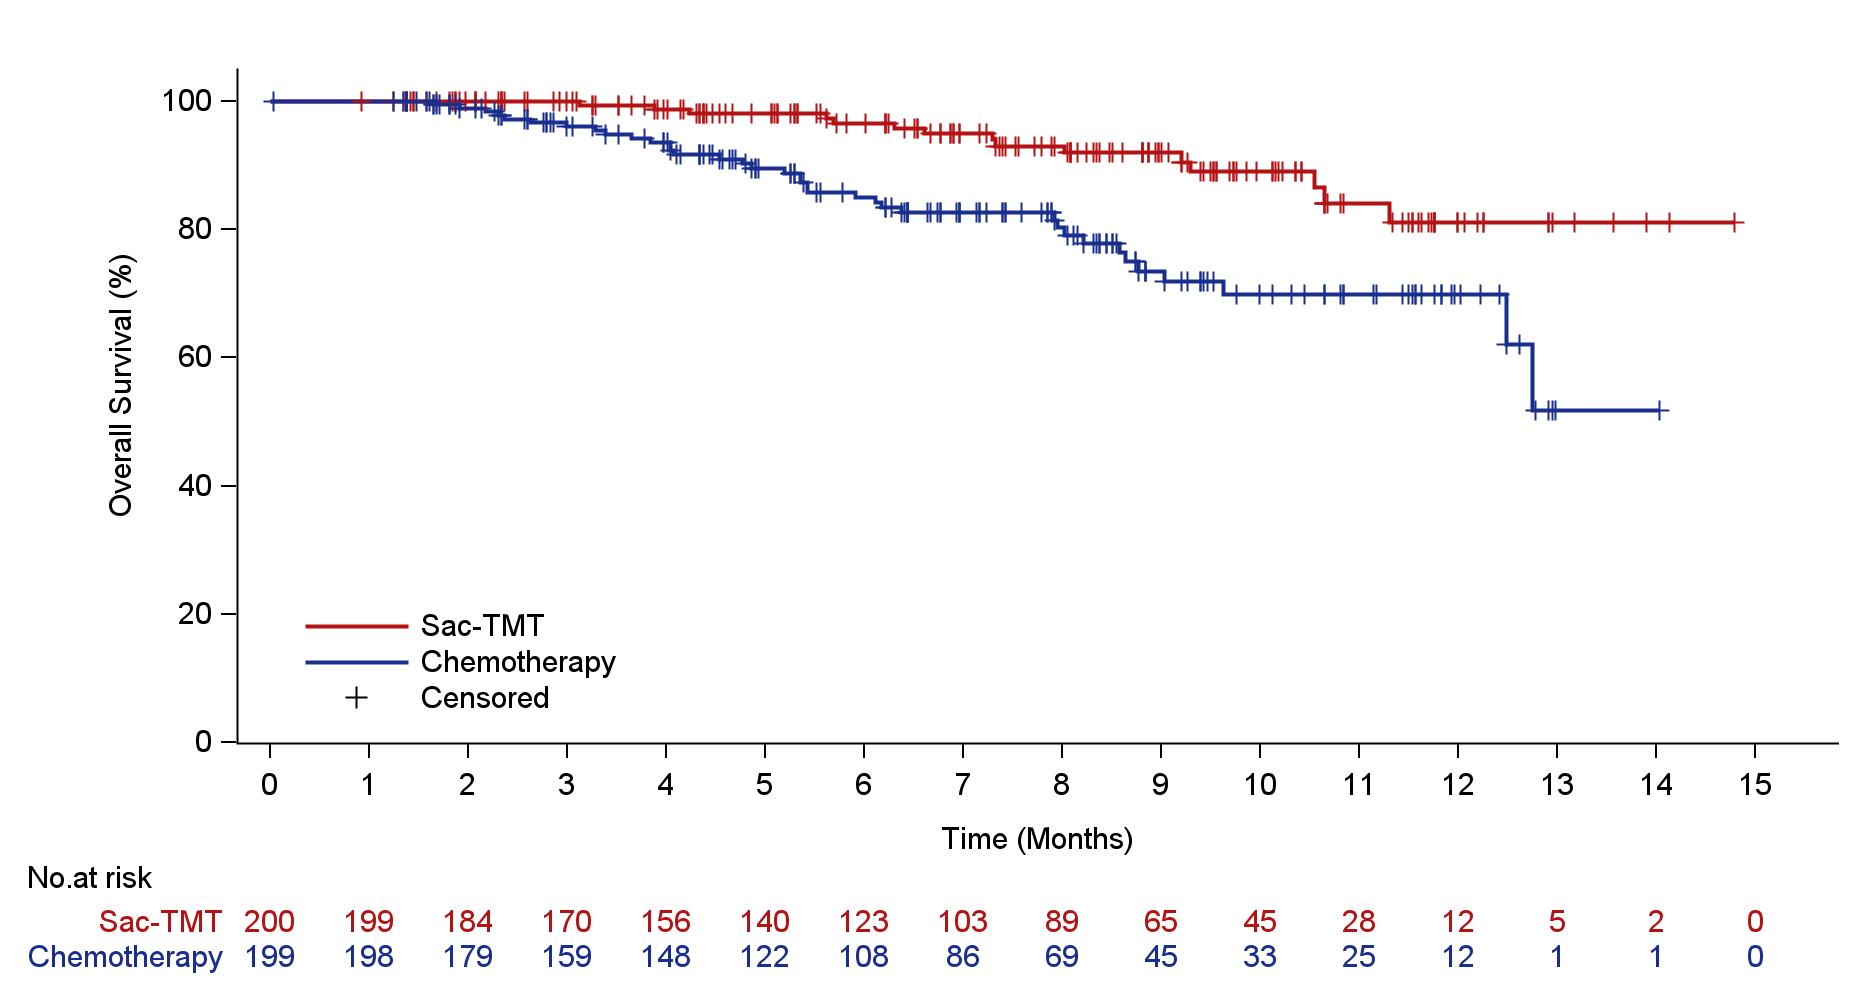 100
80
60
40
20
0
Overall Survival (%)
Sac-TMT
Chemotherapy
Censored
0 1 2 3 4 5 6 7 8 9 10 11 12 13 14 15
Time (Months)
No.at risk
Sac-TMT 200 199 184 170 156 140 123 103 89 65 45 28 12 5 2 0
Chemotherapy 199 198 179 159 148 122 108 86 69 45 33 25 12 1 1 0